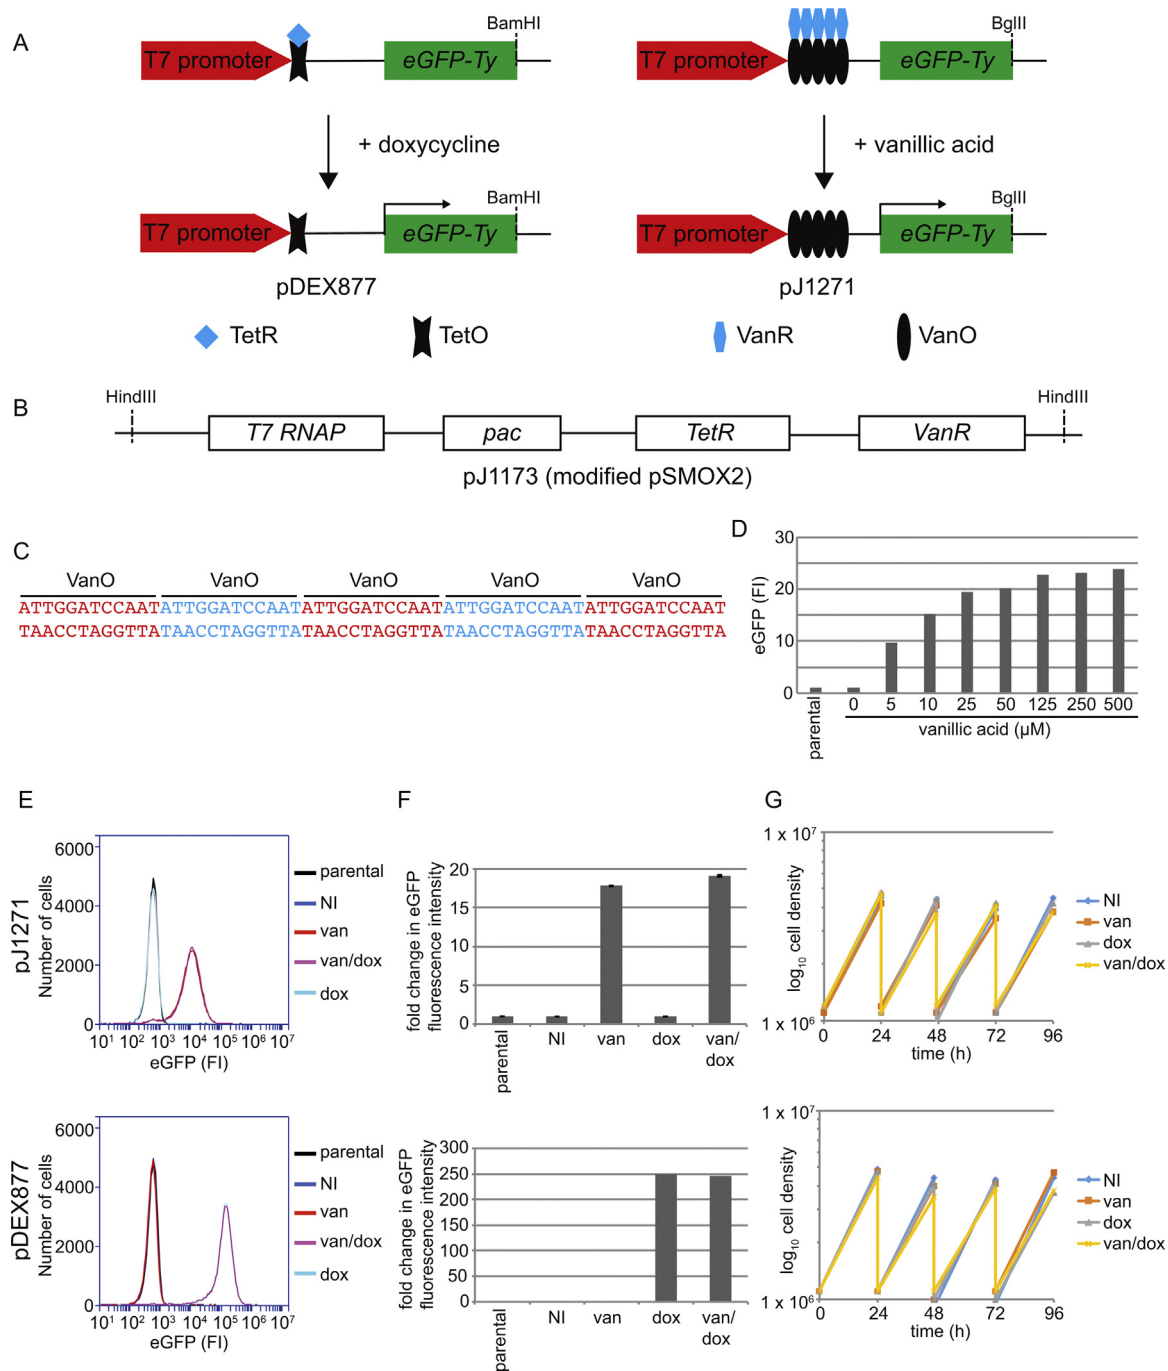 A
TetR
BamHI
T7 promoter
eGFP-Ty
BglII
T7 promoter
eGFP-Ty
+ doxycycline
+ vanillic acid
BamHI
T7 promoter
eGFP-Ty
BglII
T7 promoter
eGFP-Ty
pDEX877
pJ1271
TetR
TetO
VanR
VanO
B
HindIII
HindIII
T7 RNAP
pac
TetR
VanR
pJ1173 (modified pSMOX2)
C
VanO VanO VanO VanO VanO
ATTGGATCCAATATTGGATCCAATATTGGATCCAATATTGGATCCAATATTGGATCCAAT
TAACCTAGGTTATAACCTAGGTTATAACCTAGGTTATAACCTAGGTTATAACCTAGGTTA
D
eGFP (FI)
30
20
10
0
parental
0 5 10 25 50 125 250 500
vanillic acid (µM)
E
pJ1271
Number of cells
6000
4000
2000
0
10¹ 10² 10³ 10⁴ 10⁵ 10⁶ 10⁷
eGFP (FI)
parental
NI
van
van/dox
dox
F
fold change in eGFP
fluorescence intensity
20
15
10
5
0
parental
NI
van
dox
van/
dox
G
log₁₀ cell density
1 x 10⁷
1 x 10⁶
0 24 48 72 96
time (h)
NI
van
dox
van/dox
pDEX877
Number of cells
6000
4000
2000
0
10¹ 10² 10³ 10⁴ 10⁵ 10⁶ 10⁷
eGFP (FI)
parental
NI
van
van/dox
dox
fold change in eGFP
fluorescence intensity
300
250
200
150
100
50
0
parental
NI
van
dox
van/
dox
log₁₀ cell density
1 x 10⁷
1 x 10⁶
0 24 48 72 96
time (h)
NI
van
dox
van/dox